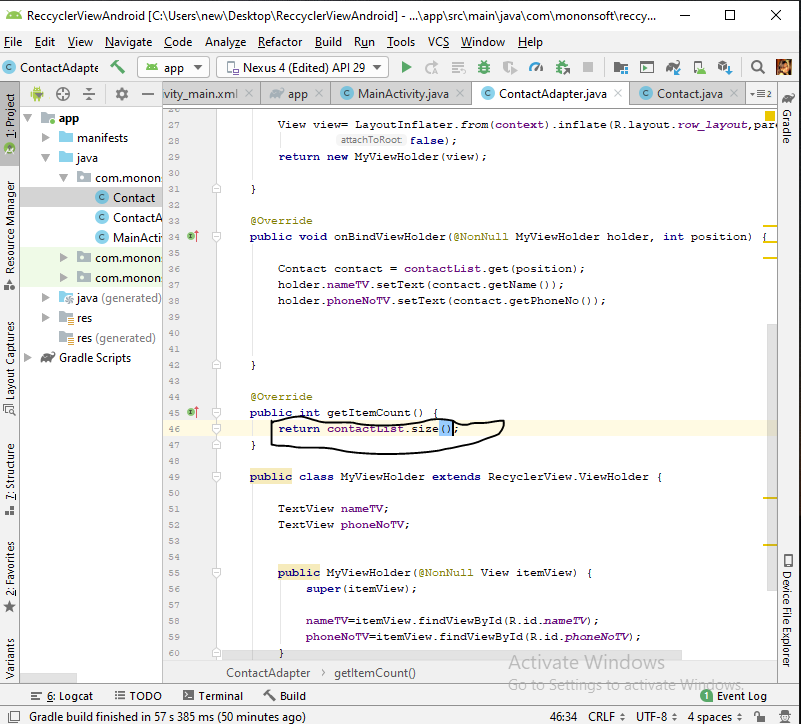 ReccylerViewAndroid [C:\Users\new\Desktop\ReccylerViewAndroid] - ...\app\src\main\java\com\mononsoft\reccy...
File Edit View Navigate Code Analyze Refactor Build Run Tools VCS Window Help
ContactAdapte app Nexus 4 (Edited) API 29
1: Project
Resource Manager
Layout Captures
7: Structure
2: Favorites
Variants
app
manifests
java
com.monon
Contact
ContactA
MainActiv
com.monon
com.monon
java (generated)
res
res (generated)
Gradle Scripts
vity_main.xml app MainActivity.java ContactAdapter.java Contact.java 2
26
27 View view= LayoutInflater.from(context).inflate(R.layout.row_layout,pare
28 attachToRoot: false);
29 return new MyViewHolder(view);
30
31 }
32
33 @Override
34 public void onBindViewHolder(@NonNull MyViewHolder holder, int position) {
35
36 Contact contact = contactList.get(position);
37 holder.nameTV.setText(contact.getName());
38 holder.phoneNoTV.setText(contact.getPhoneNo());
39
40
41
42 }
43
44 @Override
45 public int getItemCount() {
46 return contactList.size();
47 }
48
49 public class MyViewHolder extends RecyclerView.ViewHolder {
50
51 TextView nameTV;
52 TextView phoneNoTV;
53
54
55 public MyViewHolder(@NonNull View itemView) {
56 super(itemView);
57
58 nameTV=itemView.findViewById(R.id.nameTV);
59 phoneNoTV=itemView.findViewById(R.id.phoneNoTV);
60 }
Gradle
Device File Explorer
ContactAdapter getItemCount()
Activate Windows
Go to Settings to activate Windows.
6: Logcat TODO Terminal Build 1 Event Log
Gradle build finished in 57 s 385 ms (50 minutes ago) 46:34 CRLF UTF-8 4 spaces